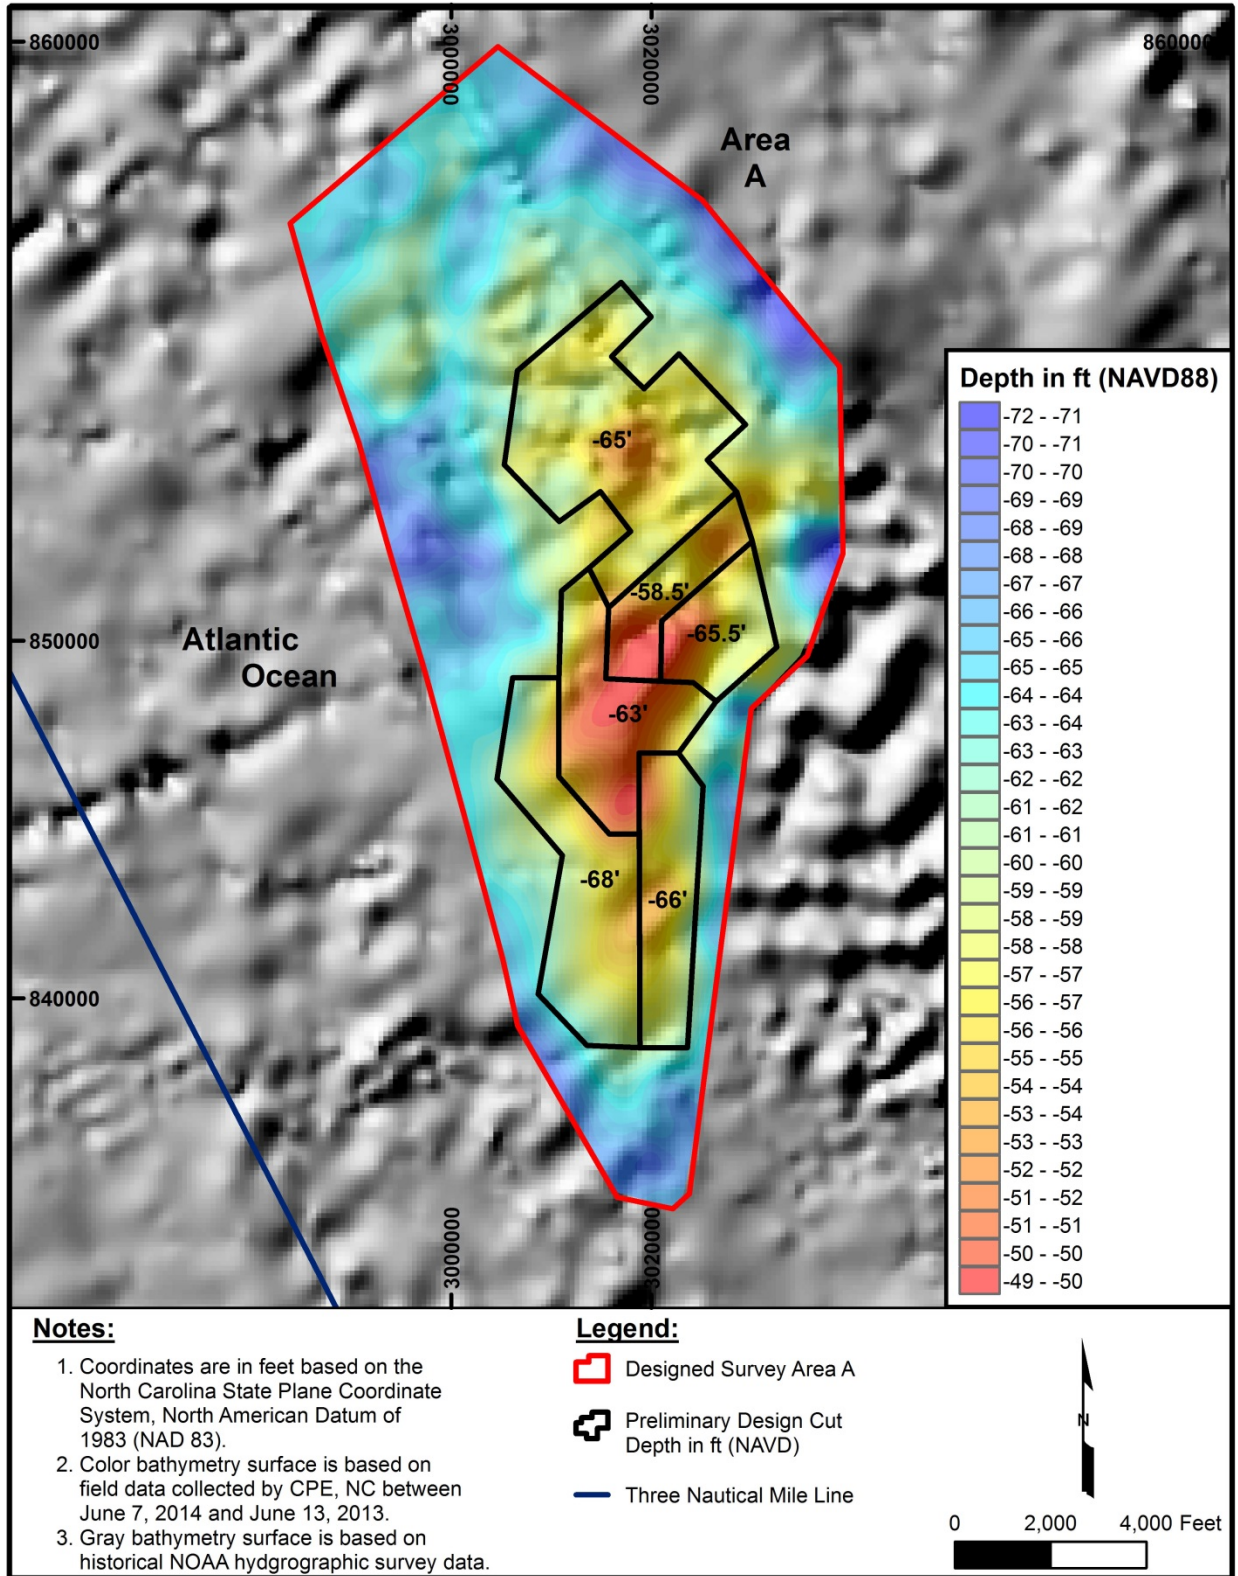 860000
3000000
3020000
860000
Area
A
Depth in ft (NAVD88)
-72 - -71
-70 - -71
-70 - -70
-69 - -69
-68 - -69
-68 - -68
-67 - -67
-66 - -66
-65 - -66
-65 - -65
-64 - -64
-63 - -64
-63 - -63
-62 - -62
-61 - -62
-61 - -61
-60 - -60
-59 - -59
-58 - -59
-58 - -58
-57 - -57
-56 - -57
-56 - -56
-55 - -55
-54 - -54
-53 - -54
-53 - -53
-52 - -52
-51 - -52
-51 - -51
-50 - -50
-49 - -50
-65'
-58.5'
-65.5'
850000
Atlantic
Ocean
-63'
-68'
-66'
840000
3000000
3020000
Notes:
1. Coordinates are in feet based on the
North Carolina State Plane Coordinate
System, North American Datum of
1983 (NAD 83).
2. Color bathymetry surface is based on
field data collected by CPE, NC between
June 7, 2014 and June 13, 2013.
3. Gray bathymetry surface is based on
historical NOAA hydgrographic survey data.
Legend:
Designed Survey Area A
Preliminary Design Cut
Depth in ft (NAVD)
Three Nautical Mile Line
N
0 2,000 4,000 Feet